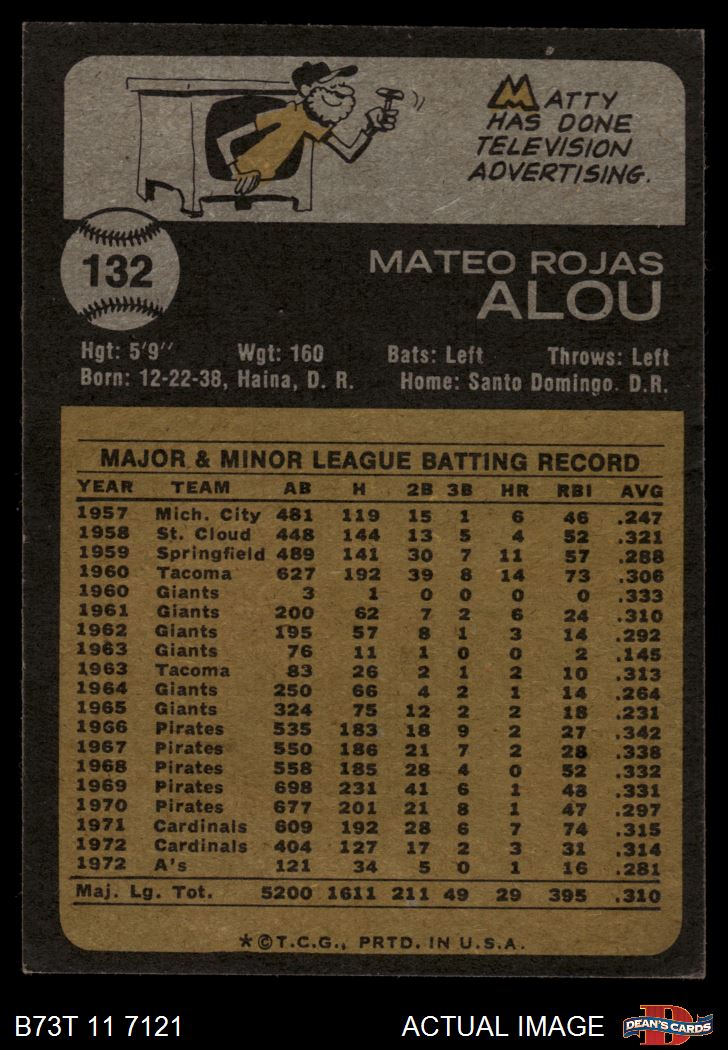 MATTY
HAS DONE
TELEVISION
ADVERTISING.
132
MATEO ROJAS
ALOU
Hgt: 5'9" Wgt: 160 Bats: Left Throws: Left
Born: 12-22-38, Haina, D. R. Home: Santo Domingo. D.R.
MAJOR & MINOR LEAGUE BATTING RECORD
YEAR TEAM AB H 2B 3B HR RBI AVG
1957 Mich. City 481 119 15 1 6 46 .247
1958 St. Cloud 448 144 13 5 4 52 .321
1959 Springfield 489 141 30 7 11 57 .288
1960 Tacoma 627 192 39 8 14 73 .306
1960 Giants 3 1 0 0 0 0 .333
1961 Giants 200 62 7 2 6 24 .310
1962 Giants 195 57 8 1 3 14 .292
1963 Giants 76 11 1 0 0 2 .145
1963 Tacoma 83 26 2 1 2 10 .313
1964 Giants 250 66 4 2 1 14 .264
1965 Giants 324 75 12 2 2 18 .231
1966 Pirates 535 183 18 9 2 27 .342
1967 Pirates 550 186 21 7 2 28 .338
1968 Pirates 558 185 28 4 0 52 .332
1969 Pirates 698 231 41 6 1 48 .331
1970 Pirates 677 201 21 8 1 47 .297
1971 Cardinals 609 192 28 6 7 74 .315
1972 Cardinals 404 127 17 2 3 31 .314
1972 A's 121 34 5 0 1 16 .281
Maj. Lg. Tot. 5200 1611 211 49 29 395 .310
*©T.C.G., PRTD. IN U.S.A.
B73T 11 7121 ACTUAL IMAGE DEAN'S CARDS